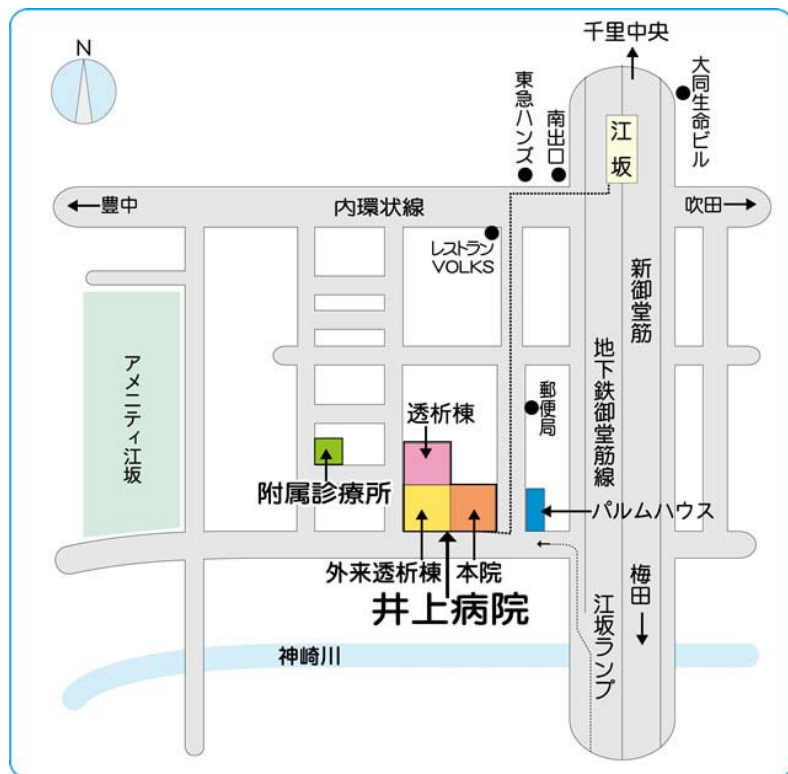 千里中央
N
東急ハンズ
南出口
江坂
大同生命ビル
豊中
内環状線
吹田
レストラン
VOLKS
新御堂筋
地下鉄御堂筋線
アメニティ江坂
郵便局
透析棟
附属診療所
パルムハウス
外来透析棟
本院
井上病院
梅田
江坂ランプ
神崎川